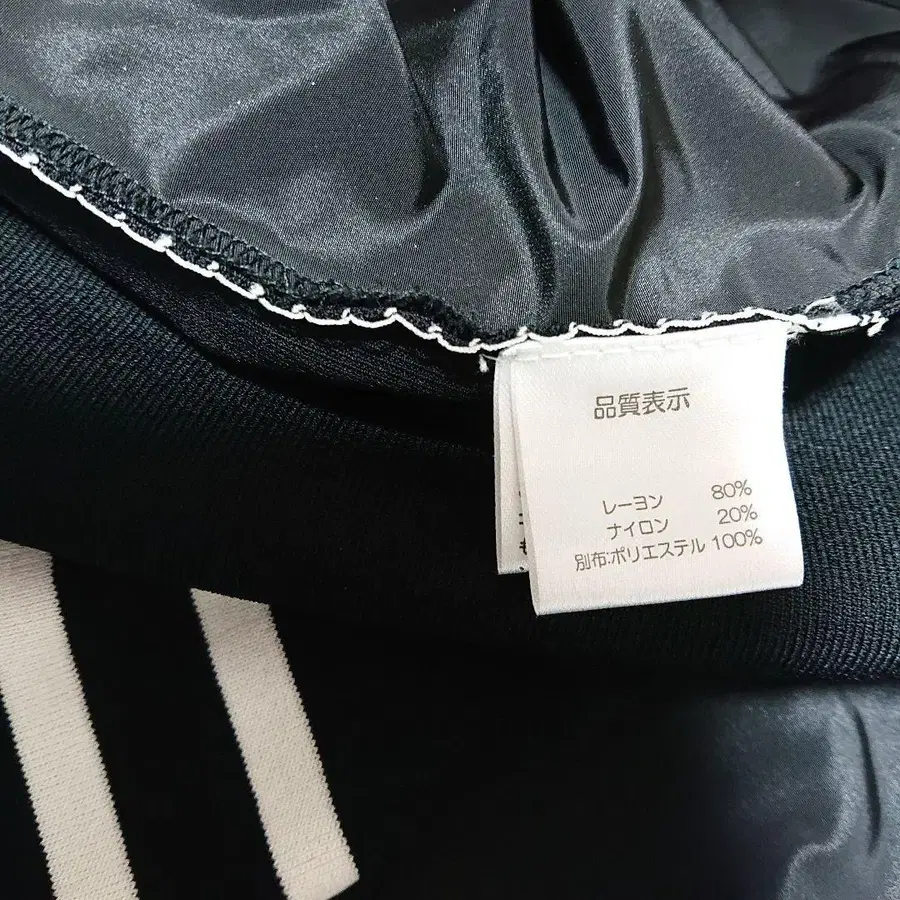 品質表示
レーヨン 80%
ナイロン 20%
別布:ポリエステル 100%